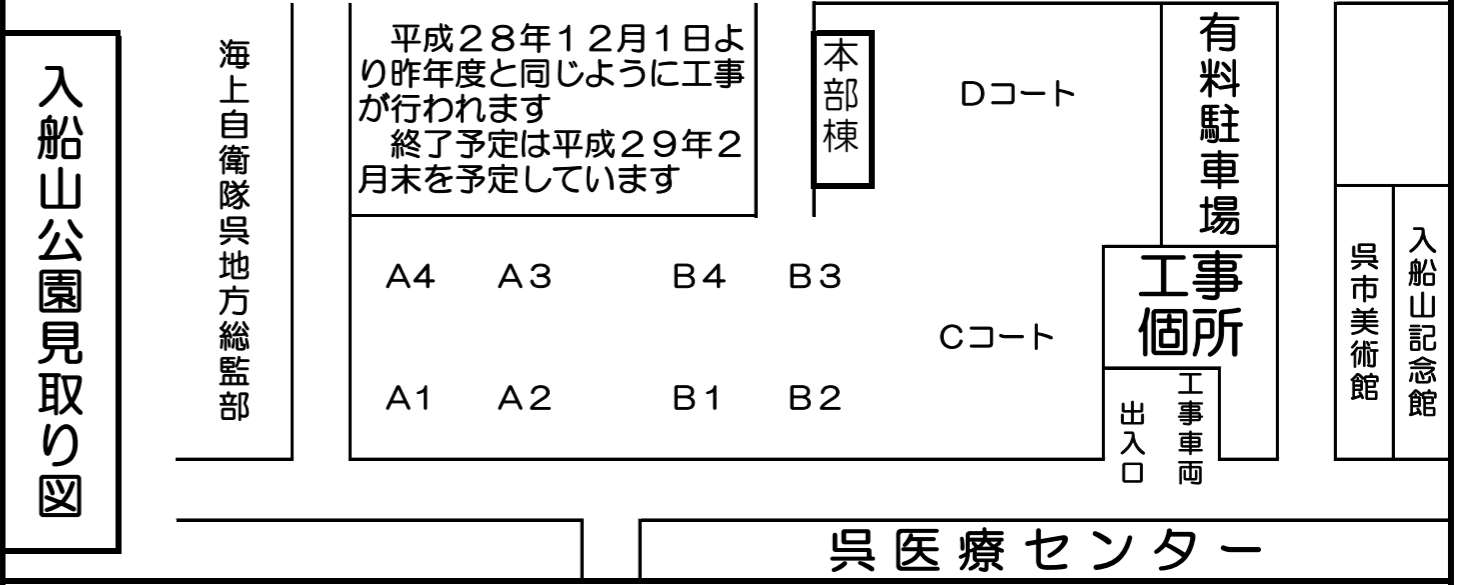 入船山公園見取り図
海上自衛隊呉地方総監部
　平成２８年１２月１日よ
り昨年度と同じように工事
が行われます
　終了予定は平成２９年２
月末を予定しています
本部棟
Ｄコート
有料駐車場
Ａ４　Ａ３　Ｂ４　Ｂ３
工事
個所
Ｃコート
Ａ１　Ａ２　Ｂ１　Ｂ２
工事車両
出入口
入船山記念館
呉市美術館
呉医療センター